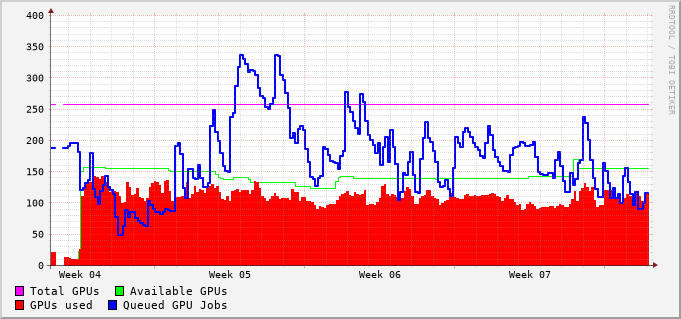 RRDTOOL / TOBI OETIKER
400
350
300
250
200
150
100
50
0
Week 04 Week 05 Week 06 Week 07
Total GPUs Available GPUs
GPUs used Queued GPU Jobs